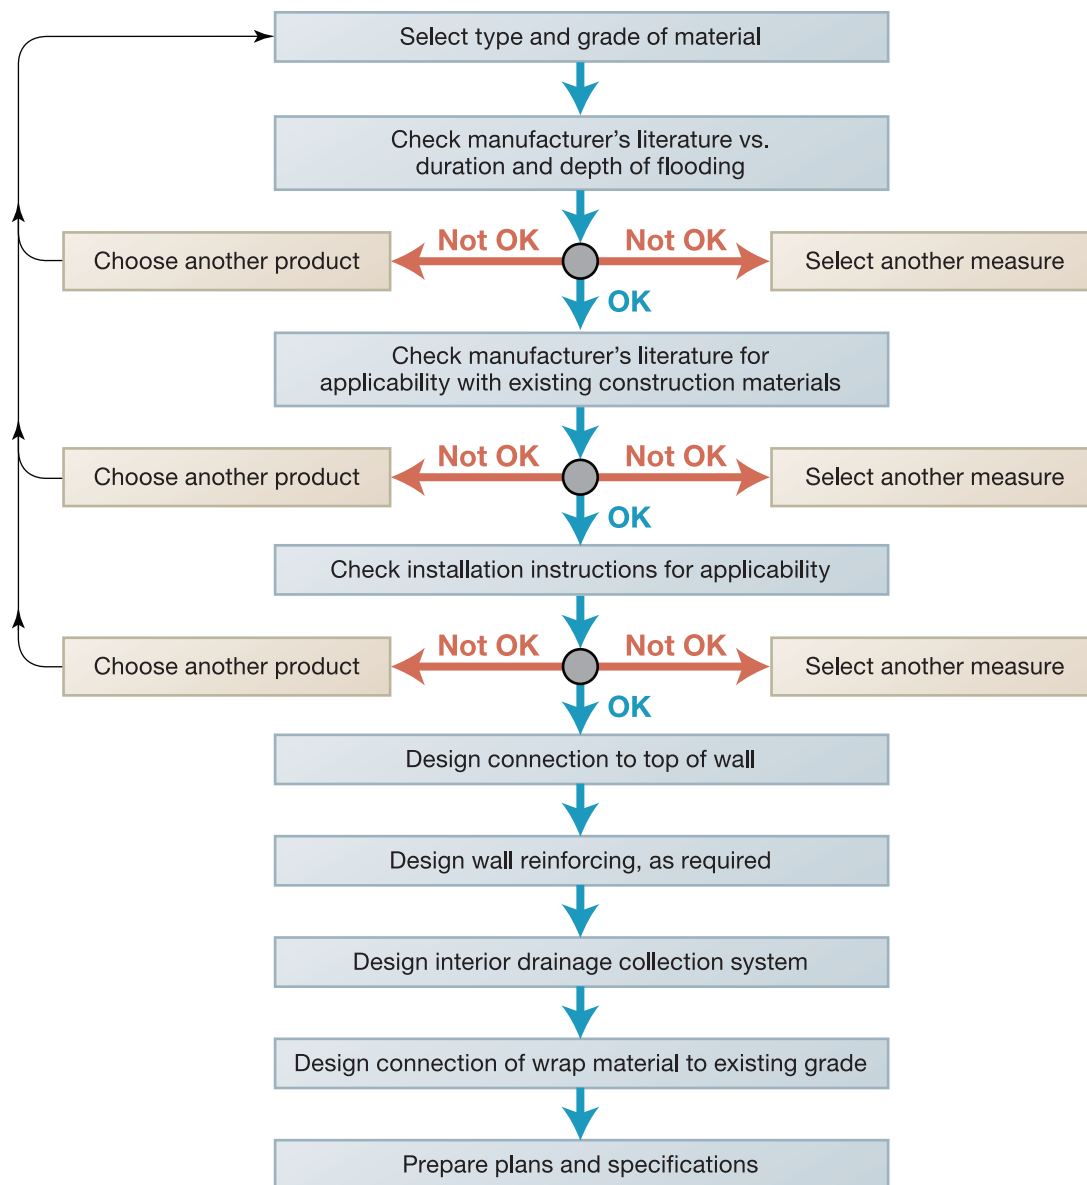 Select type and grade of material
Check manufacturer’s literature vs.
duration and depth of flooding
Not OK
Not OK
Choose another product
Select another measure
OK
Check manufacturer’s literature for
applicability with existing construction materials
Not OK
Not OK
Choose another product
Select another measure
OK
Check installation instructions for applicability
Not OK
Not OK
Choose another product
Select another measure
OK
Design connection to top of wall
Design wall reinforcing, as required
Design interior drainage collection system
Design connection of wrap material to existing grade
Prepare plans and specifications